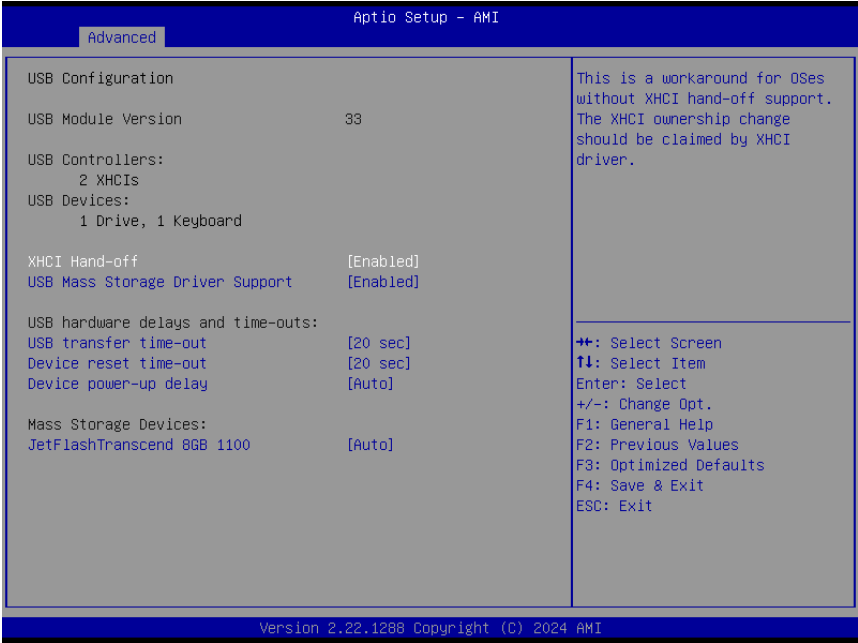 Aptio Setup – AMI
Advanced
USB Configuration
USB Module Version 33
USB Controllers:
2 XHCIs
USB Devices:
1 Drive, 1 Keyboard
XHCI Hand-off [Enabled]
USB Mass Storage Driver Support [Enabled]
USB hardware delays and time-outs:
USB transfer time-out [20 sec]
Device reset time-out [20 sec]
Device power-up delay [Auto]
Mass Storage Devices:
JetFlashTranscend 8GB 1100 [Auto]
This is a workaround for OSes
without XHCI hand-off support.
The XHCI ownership change
should be claimed by XHCI
driver.
→←: Select Screen
↑↓: Select Item
Enter: Select
+/-: Change Opt.
F1: General Help
F2: Previous Values
F3: Optimized Defaults
F4: Save & Exit
ESC: Exit
Version 2.22.1288 Copyright (C) 2024 AMI